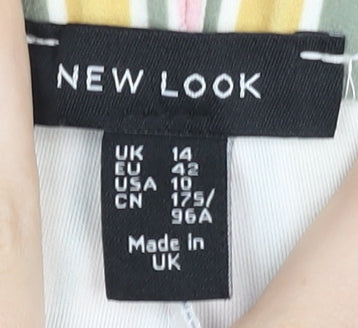 NEW LOOK
UK 14
EU 42
USA 10
CN 175/
96A
Made in
UK